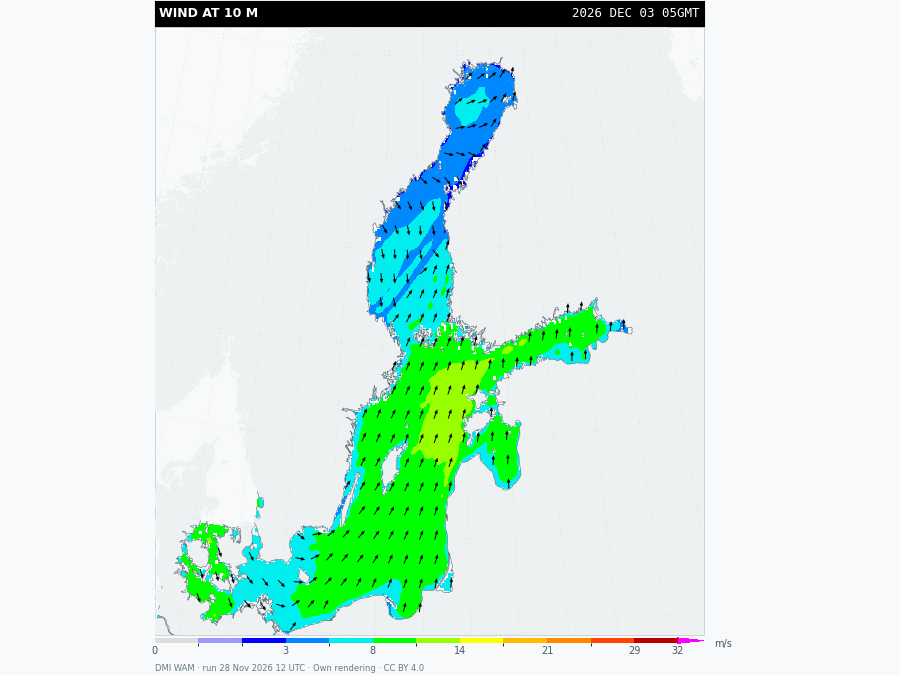 WIND AT 10 M
2026 DEC 03 05GMT
0 3 8 14 21 29 32 m/s
DMI WAM · run 28 Nov 2026 12 UTC · Own rendering · CC BY 4.0